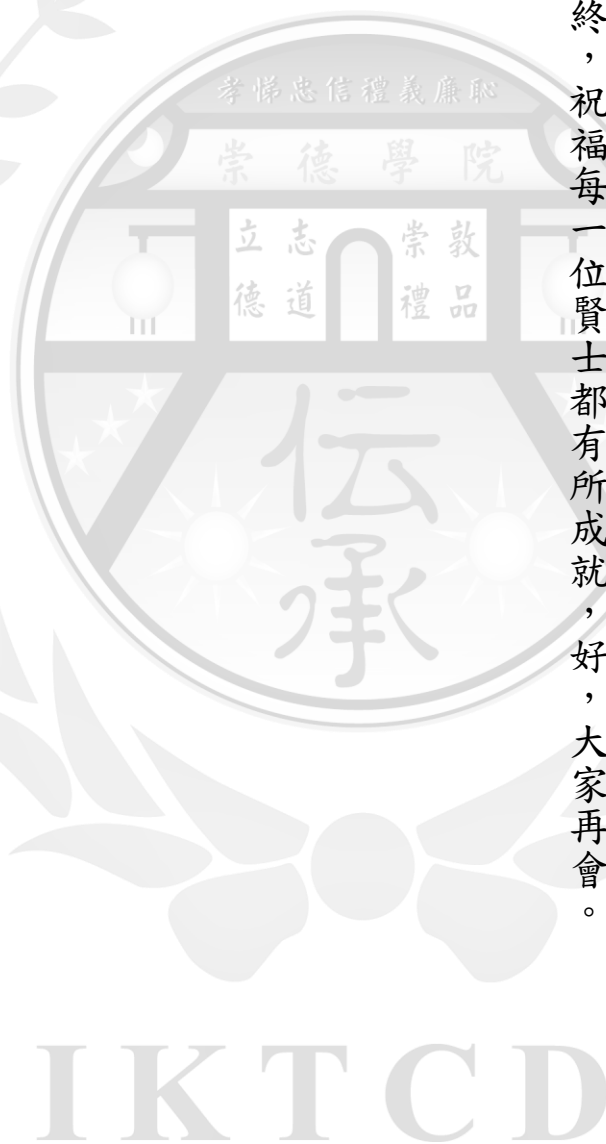 終，祝福每一位賢士都有所成就，好，大家再會。
孝悌忠信禮義廉恥
崇德學院
立志 崇敦
德道 禮品
伝承
IKTCD